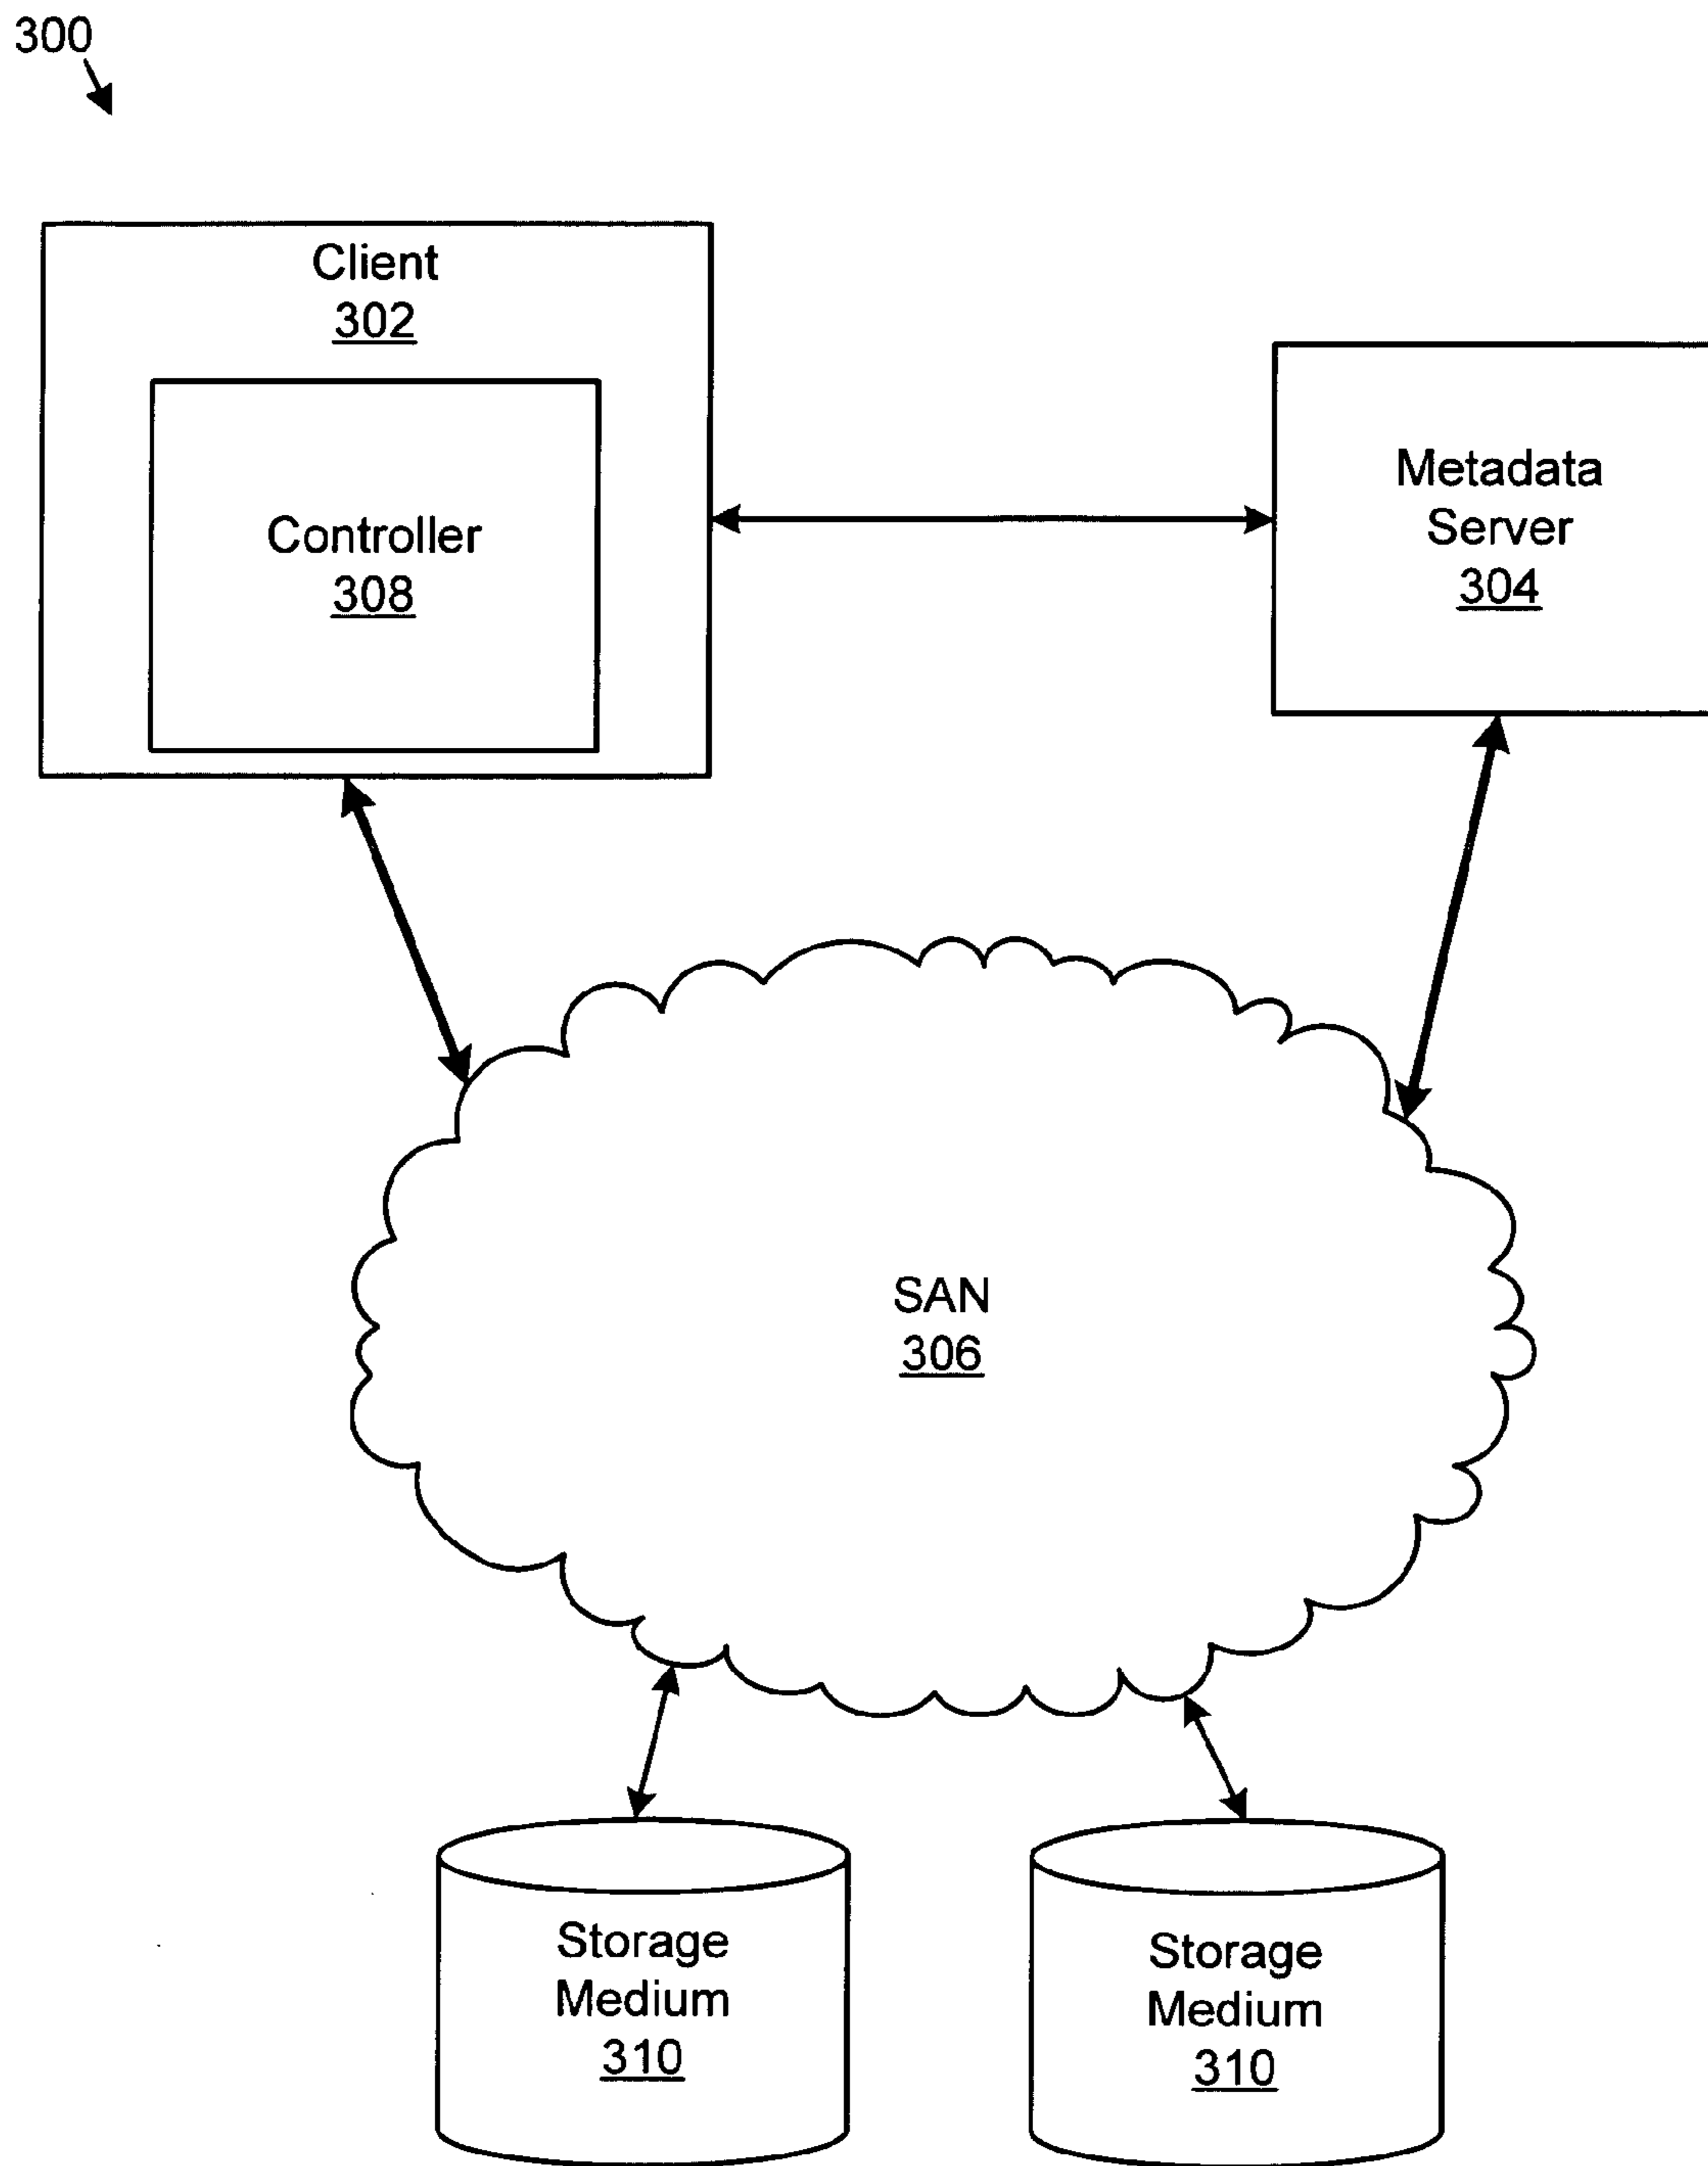 300
Client
302
Controller
308
Metadata
Server
304
SAN
306
Storage
Medium
310
Storage
Medium
310